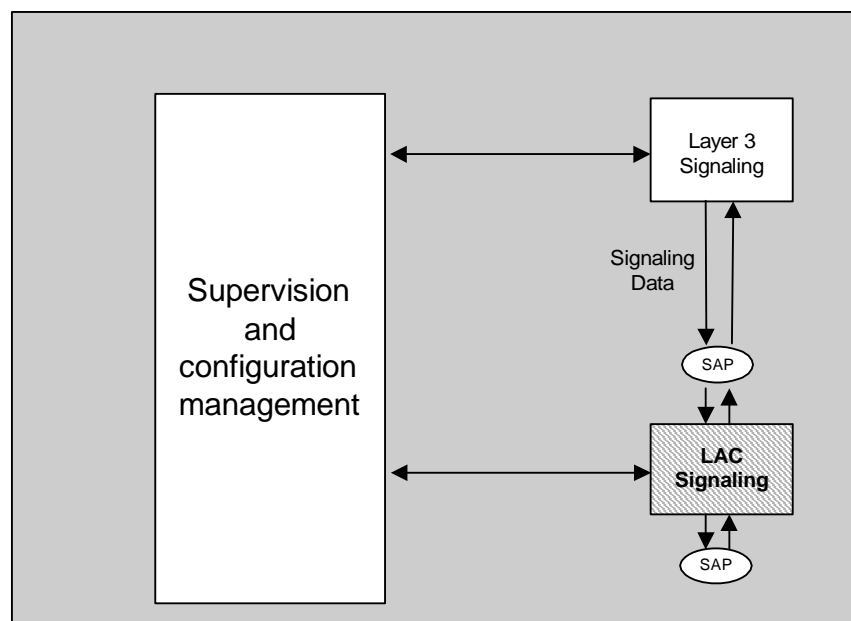 Layer 3
Signaling
Signaling
Data
Supervision
and
configuration
management
SAP
LAC
Signaling
SAP